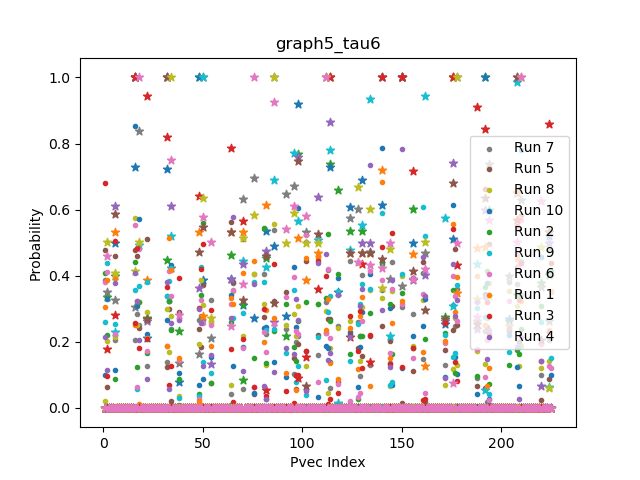 graph5_tau6
Probability
1.0
0.8
0.6
0.4
0.2
0.0
Run 7
Run 5
Run 8
Run 10
Run 2
Run 9
Run 6
Run 1
Run 3
Run 4
0
50
100
150
200
Pvec Index